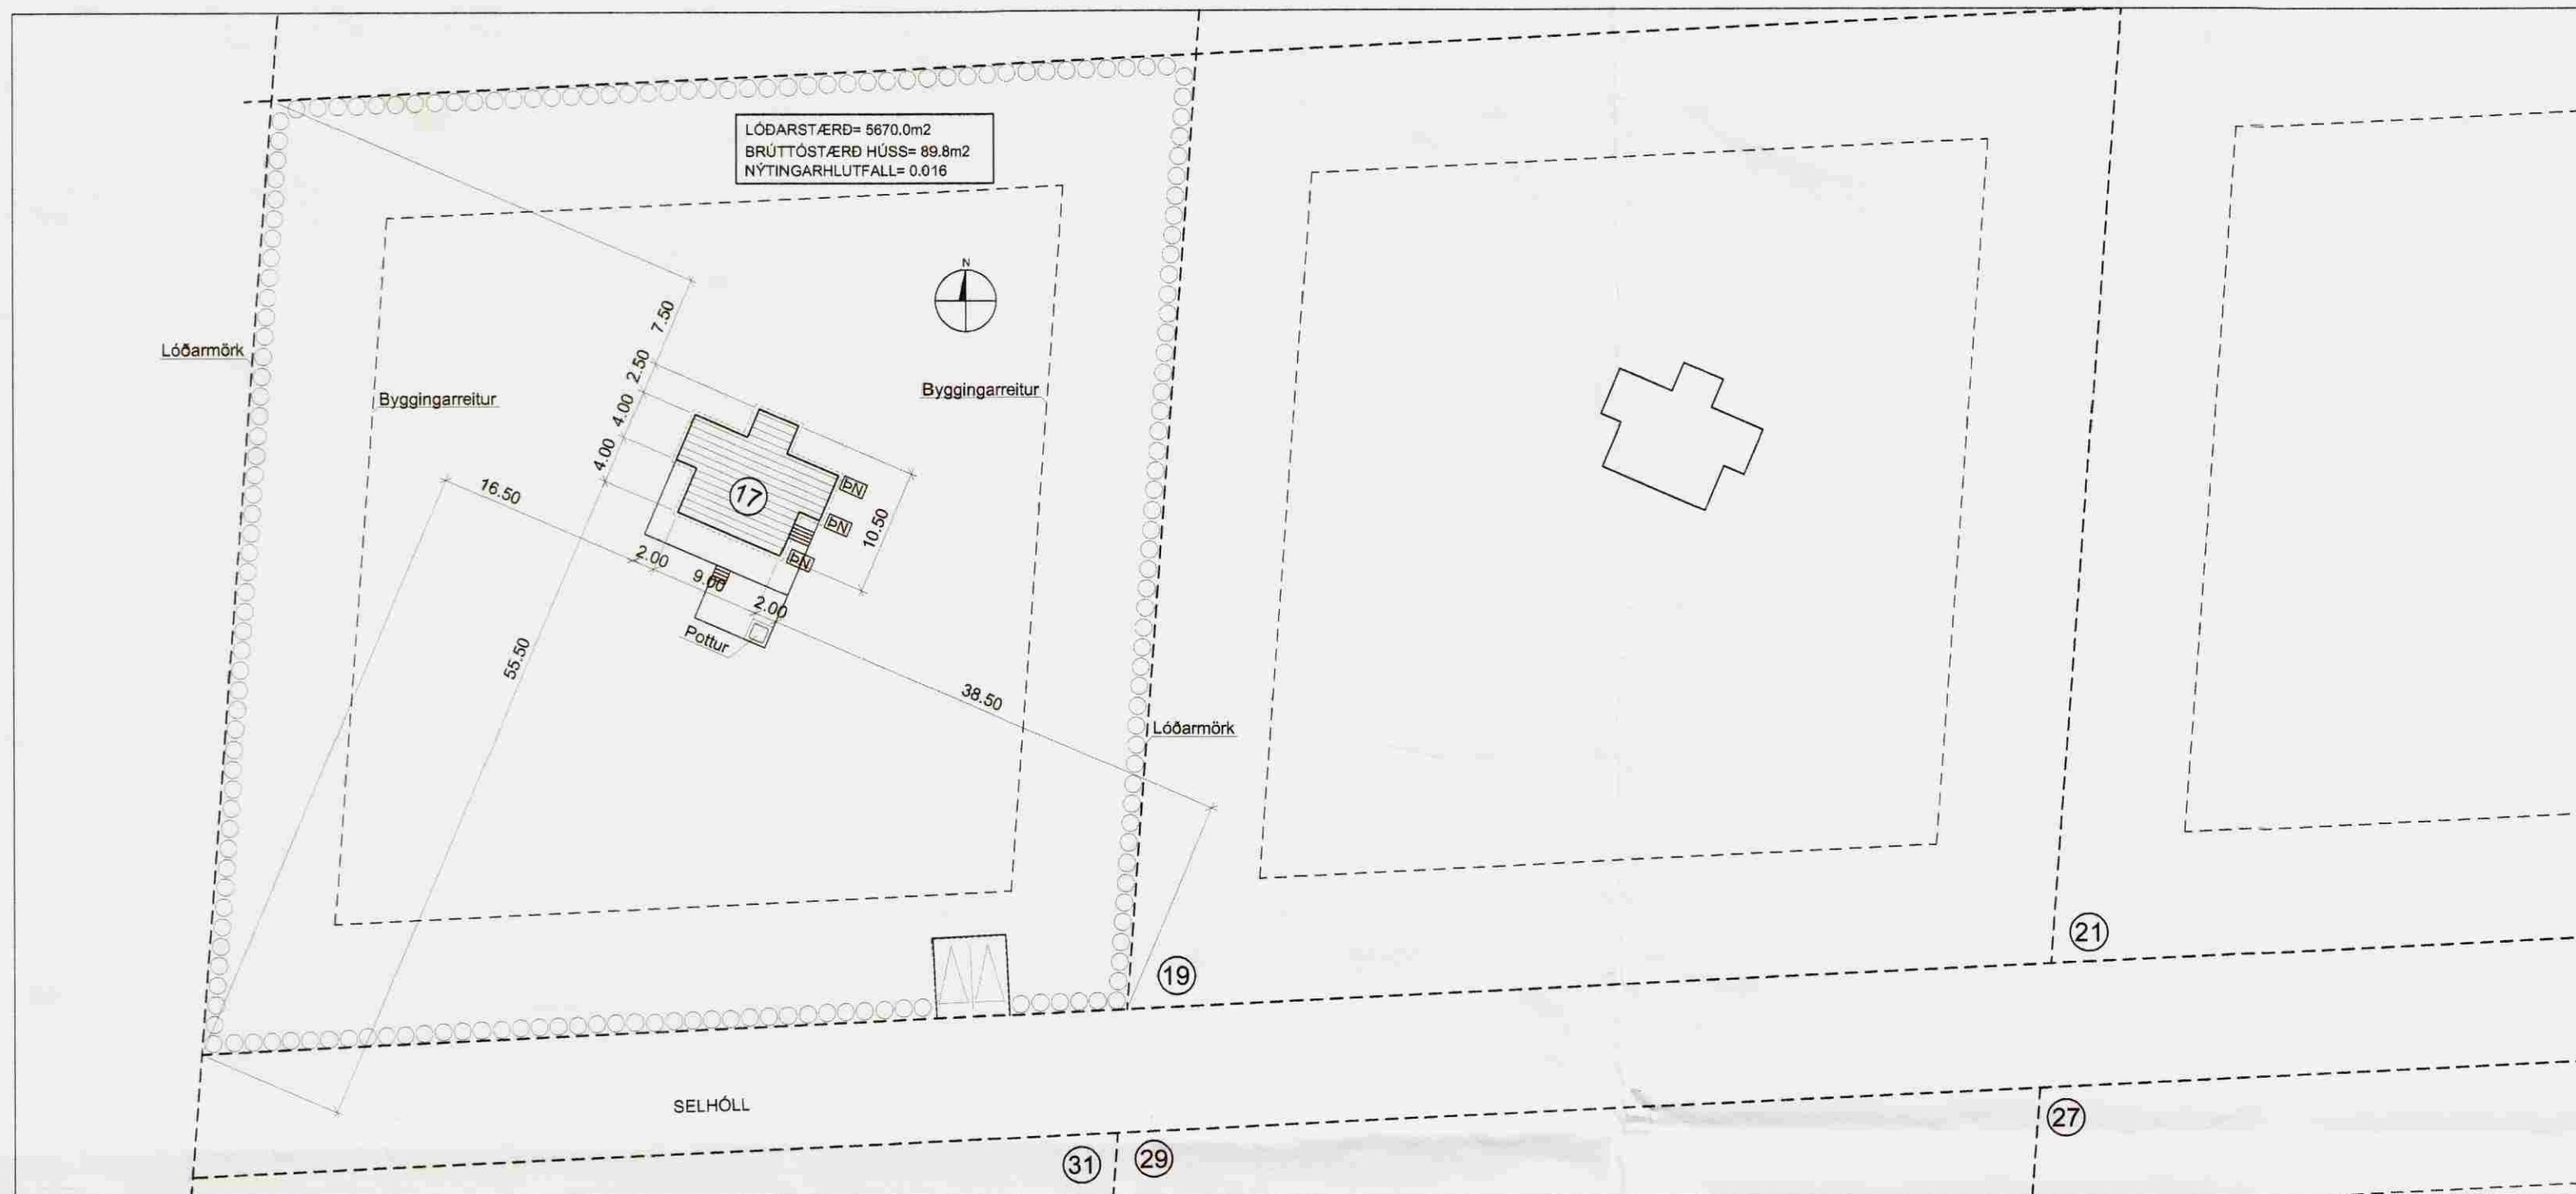 LÓÐARSTÆRÐ= 5670.0m2
BRÚTTÓSTÆRÐ HÚSS= 89.8m2
NÝTINGARHLUTFALL= 0.016
N
7.50
Lóðarmörk
2.50
Byggingarreitur
Byggingarreitur
4.00
4.00
16.50
17
ÞN
ÞN
ÞN
10.50
2.00
9.00
2.00
Pottur
55.50
38.50
Lóðarmörk
19
21
SELHÓLL
31
29
27